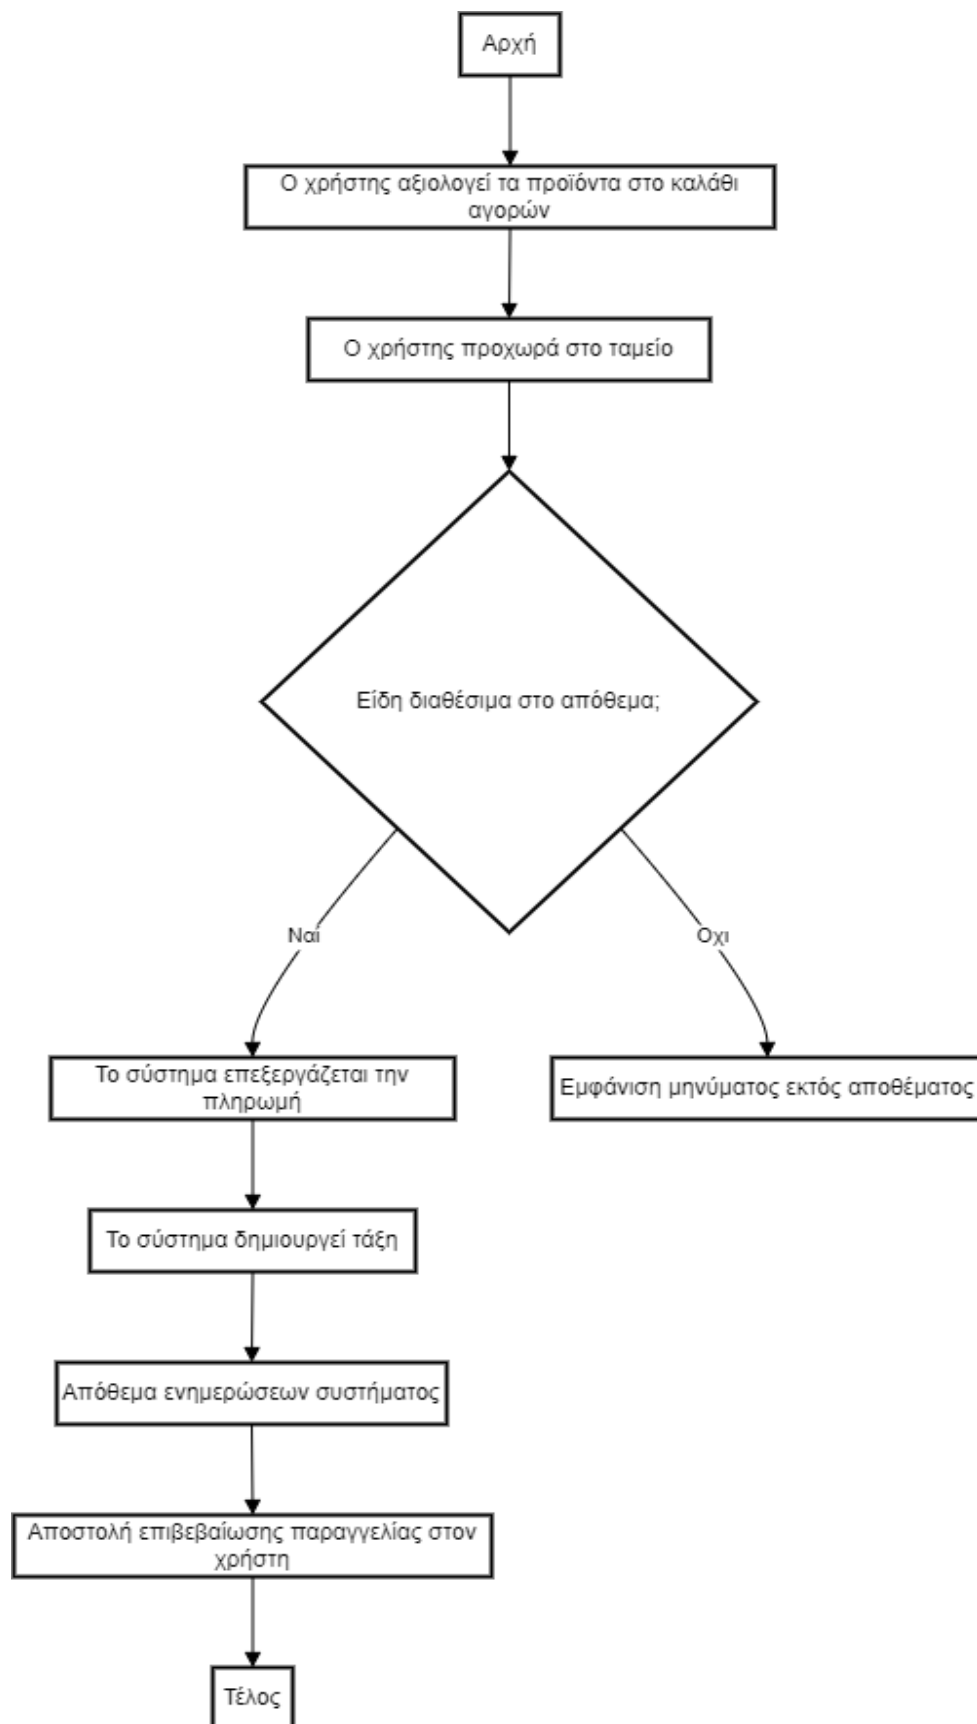 Αρχή
Ο χρήστης αξιολογεί τα προϊόντα στο καλάθι
αγορών
Ο χρήστης προχωρά στο ταμείο
Είδη διαθέσιμα στο απόθεμα;
Ναί
Οχι
Το σύστημα επεξεργάζεται την
πληρωμή
Εμφάνιση μηνύματος εκτός αποθέματος
Το σύστημα δημιουργεί τάξη
Απόθεμα ενημερώσεων συστήματος
Αποστολή επιβεβαίωσης παραγγελίας στον
χρήστη
Τέλος